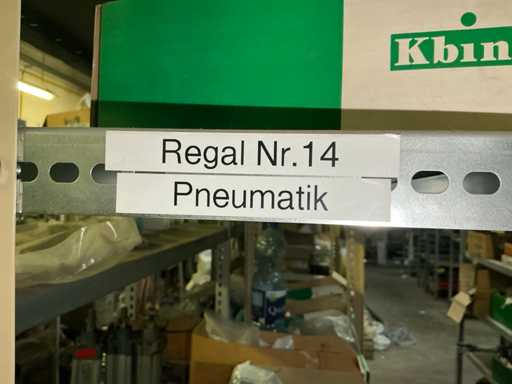 Kbin
Regal Nr.14
Pneumatik